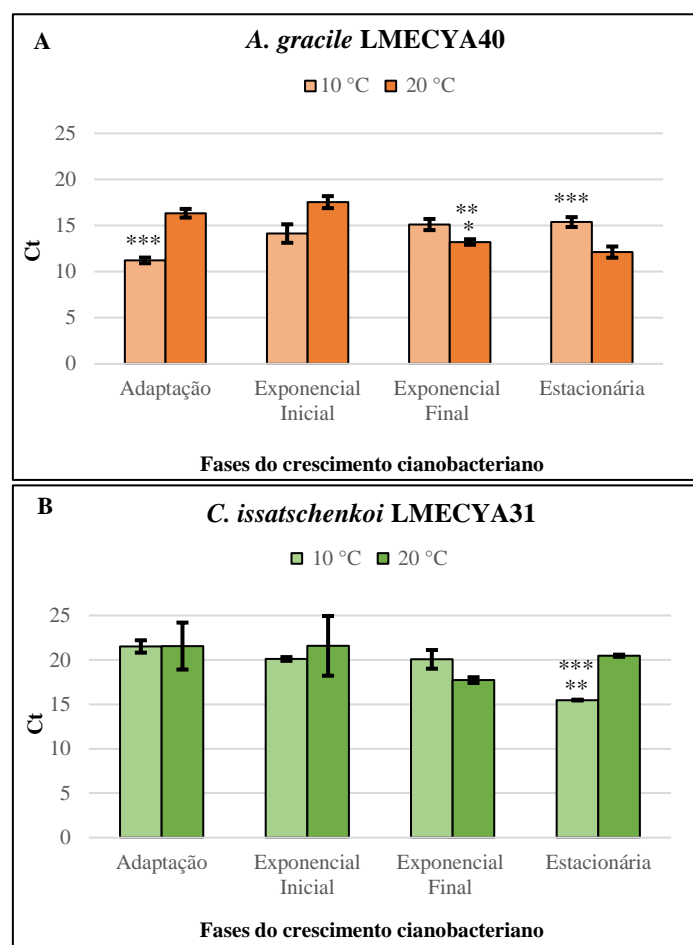 A
A. gracile LMECYA40
10 °C 20 °C
25
20
15
10
5
0
Ct
***
**
*
***
Adaptação
Exponencial
Inicial
Exponencial
Final
Estacionária
Fases do crescimento cianobacteriano
B
C. issatschenkoi LMECYA31
10 °C 20 °C
25
20
15
10
5
0
Ct
***
**
Adaptação
Exponencial
Inicial
Exponencial
Final
Estacionária
Fases do crescimento cianobacteriano